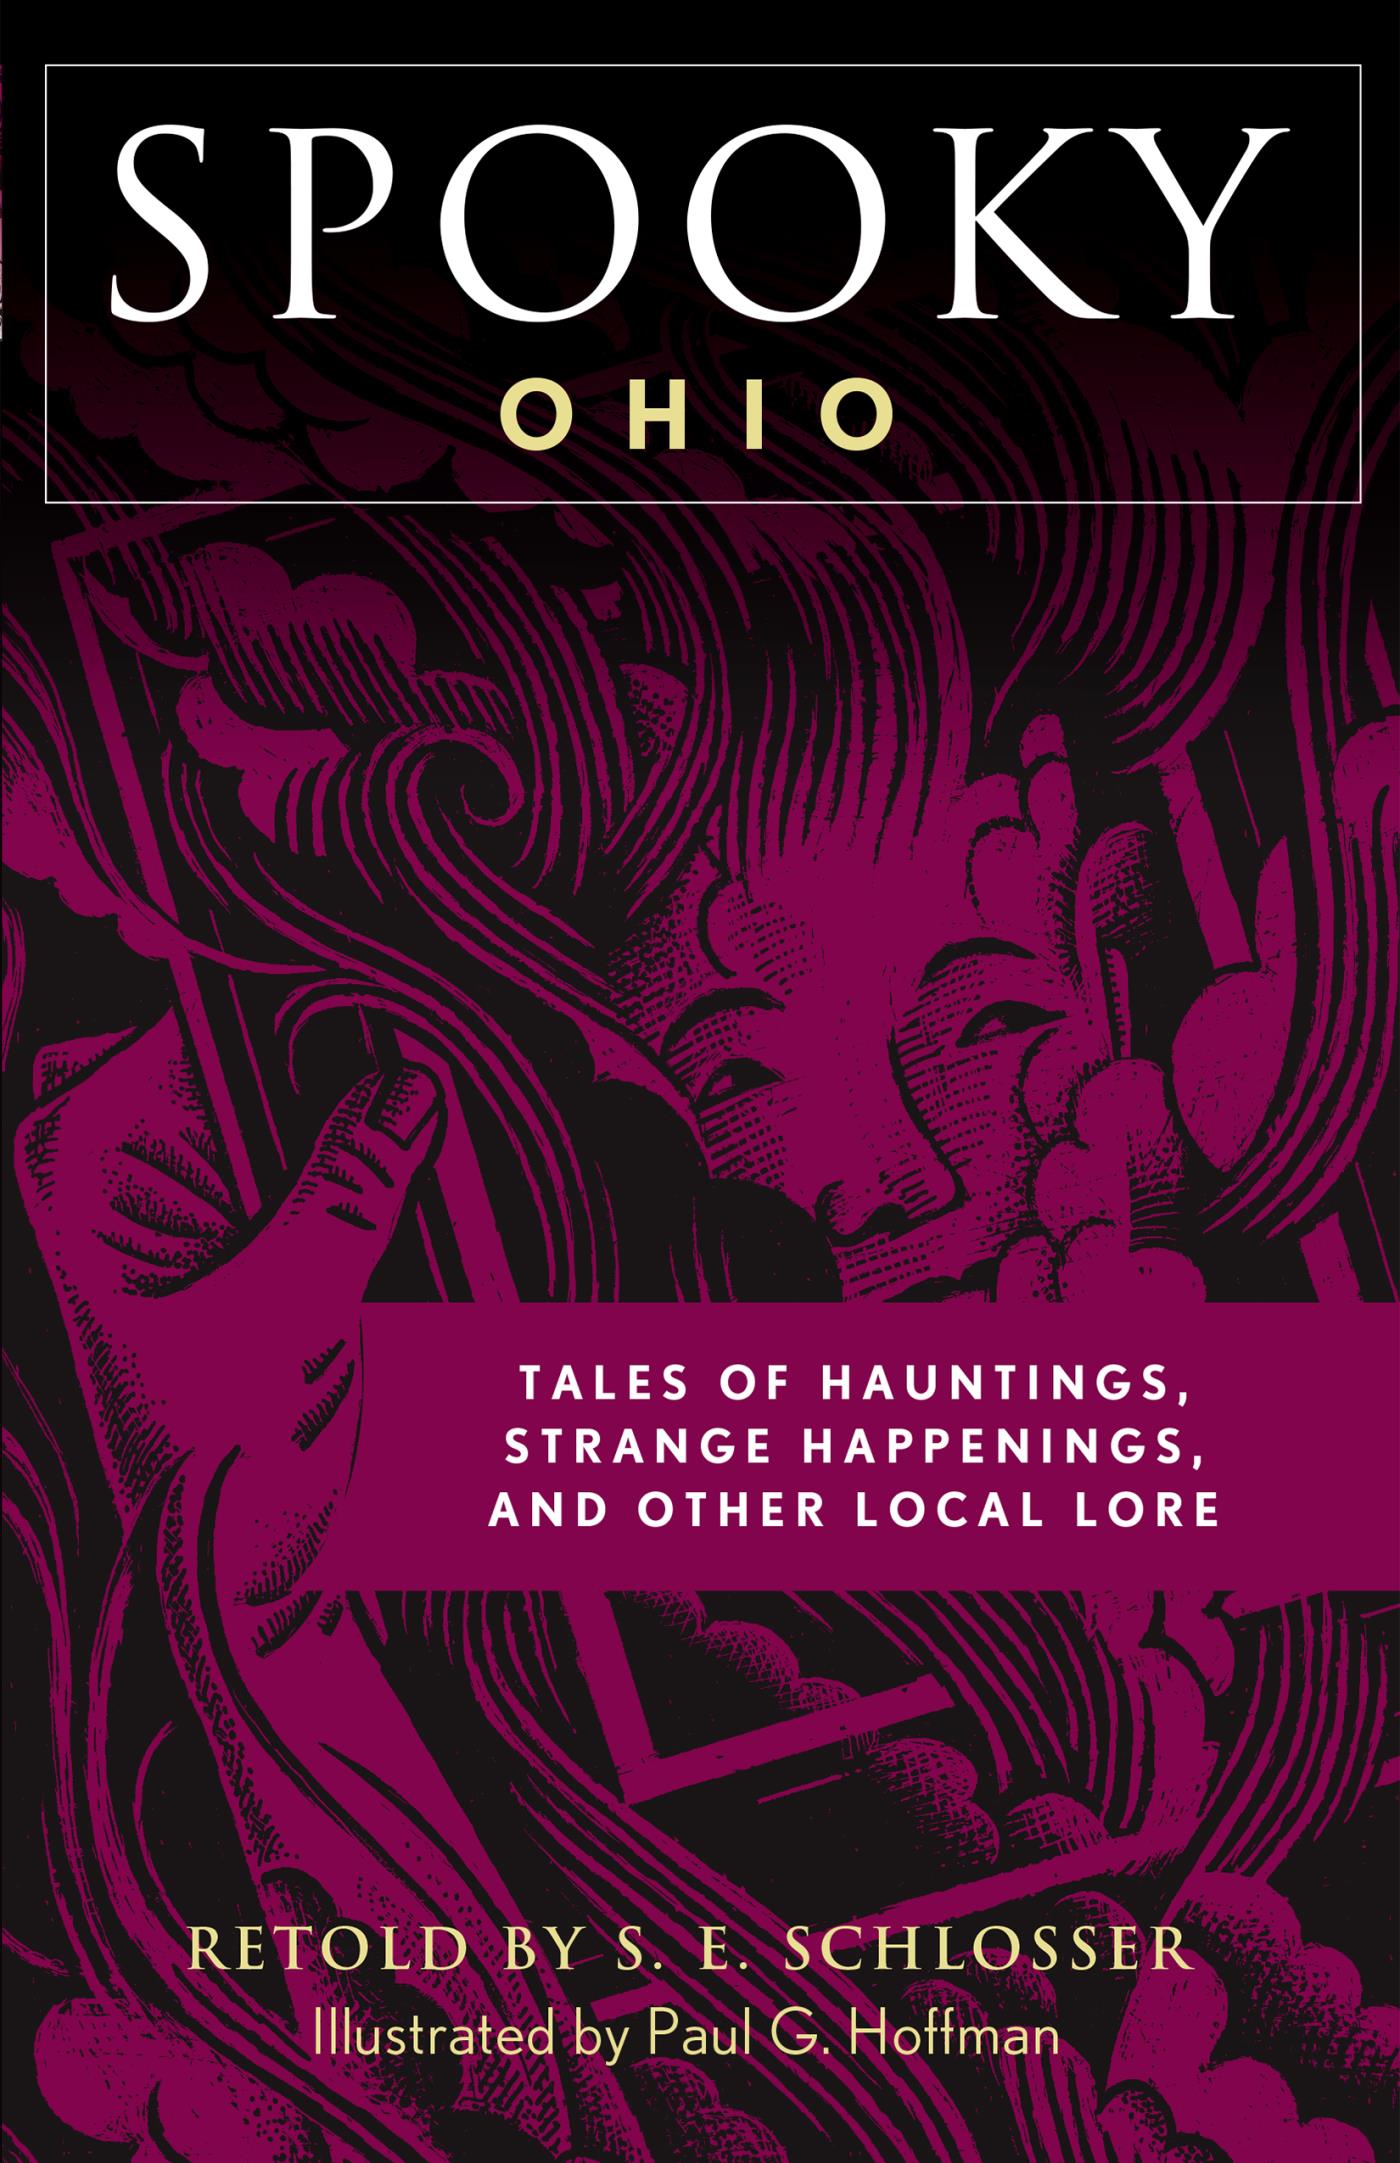 SPOOKY
OHIO
TALES OF HAUNTINGS,
STRANGE HAPPENINGS,
AND OTHER LOCAL LORE
RETOLD BY S. E. SCHLOSSER
Illustrated by Paul G. Hoffman